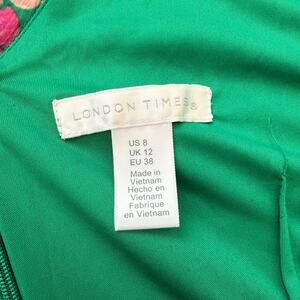 LONDON TIMES®
US 8
UK 12
EU 38
Made in
Vietnam
Hecho en
Vietnam
Fabrique
en Vietnam